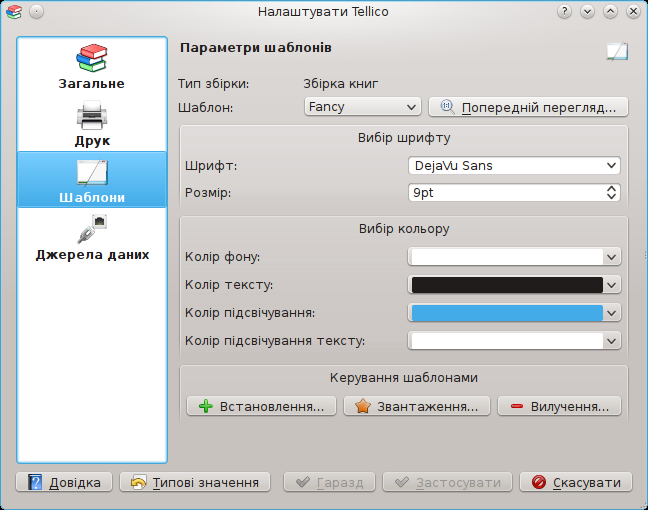 Налаштувати Tellico
Загальне
Друк
Шаблони
Джерела даних
Параметри шаблонів
Тип збірки: Збірка книг
Шаблон: Fancy Попередній перегляд...
Вибір шрифту
Шрифт: DejaVu Sans
Розмір: 9pt
Вибір кольору
Колір фону:
Колір тексту:
Колір підсвічування:
Колір підсвічування тексту:
Керування шаблонами
Встановлення... Звантаження... Вилучення...
Довідка Типові значення Гаразд Застосувати Скасувати